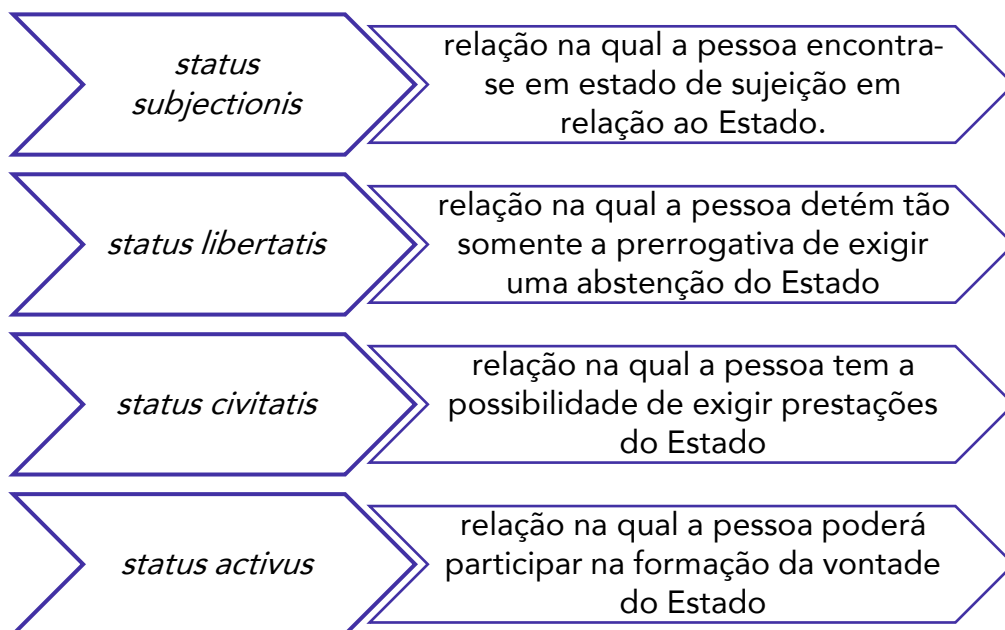 status
subjectionis
relação na qual a pessoa encontra-
se em estado de sujeição em
relação ao Estado.
status libertatis
relação na qual a pessoa detém tão
somente a prerrogativa de exigir
uma abstenção do Estado
status civitatis
relação na qual a pessoa tem a
possibilidade de exigir prestações
do Estado
status activus
relação na qual a pessoa poderá
participar na formação da vontade
do Estado